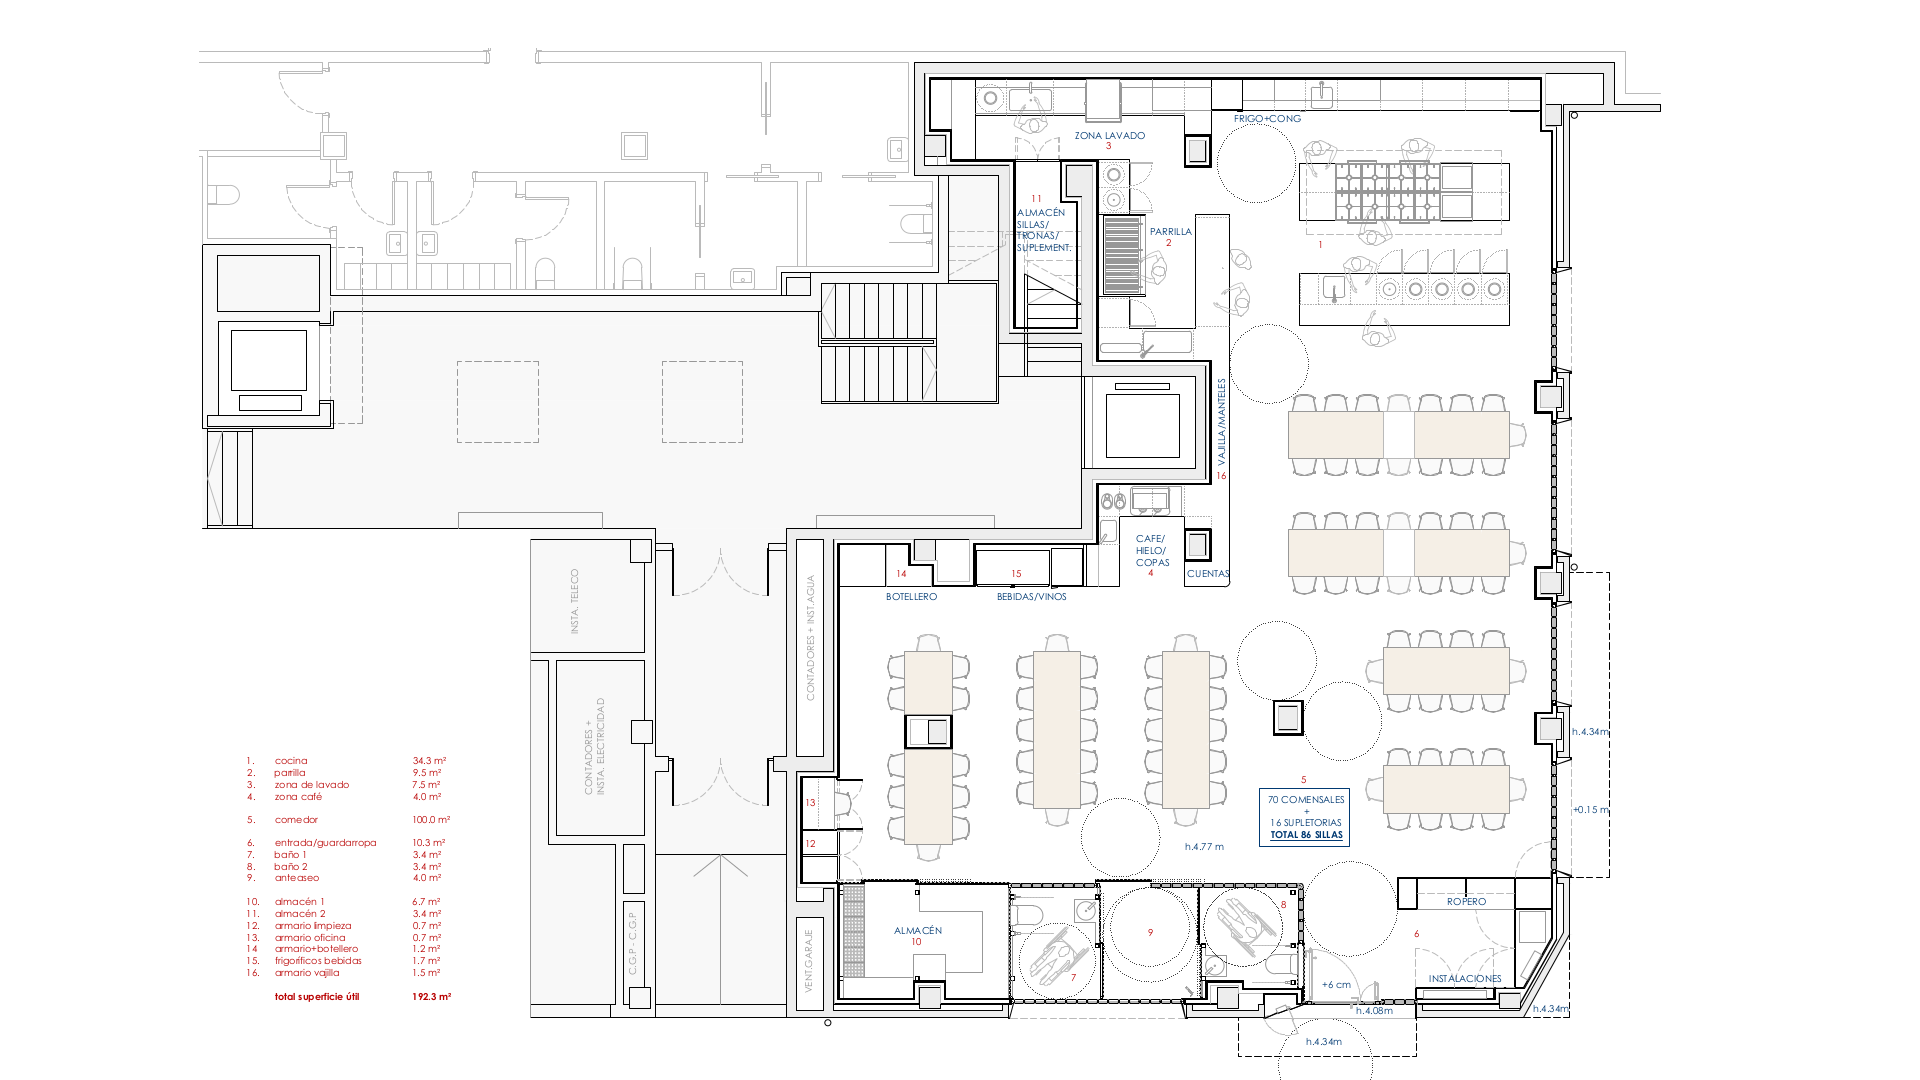 FRIGO+CONG
ZONA LAVADO
3
11
ALMACÉN
SILLAS/
TRONAS/
SUPLEMENT.
PARRILLA
2
1
VAJILLA/MANTELES
16
CAFE/
HIELO/
COPAS
4
CUENTAS
14
BOTELLERO
15
BEBIDAS/VINOS
INSTA. TELECO
CONTADORES + INST.AGUA
CONTADORES +
INSTA. ELECTRICIDAD
C.G.P - C.G.P
VENT.GARAJE
13
12
h.4.34m
+0.15 m
5
70 COMENSALES
+
16 SUPLETORIAS
TOTAL 86 SILLAS
h.4.77 m
ALMACÉN
10
7
9
8
ROPERO
6
INSTALACIONES
+6 cm
h.4.08m
h.4.34m
h.4.34m
1. cocina 34.3 m²
2. parrilla 9.5 m²
3. zona de lavado 7.5 m²
4. zona café 4.0 m²
5. comedor 100.0 m²
6. entrada/guardarropa 10.3 m²
7. baño 1 3.4 m²
8. baño 2 3.4 m²
9. anteaseo 4.0 m²
10. almacén 1 6.7 m²
11. almacén 2 3.4 m²
12. armario limpieza 0.7 m²
13. armario oficina 0.7 m²
14 armario+botellero 1.2 m²
15. frigoríficos bebidas 1.7 m²
16. armario vajilla 1.5 m²
total superficie útil 192.3 m²